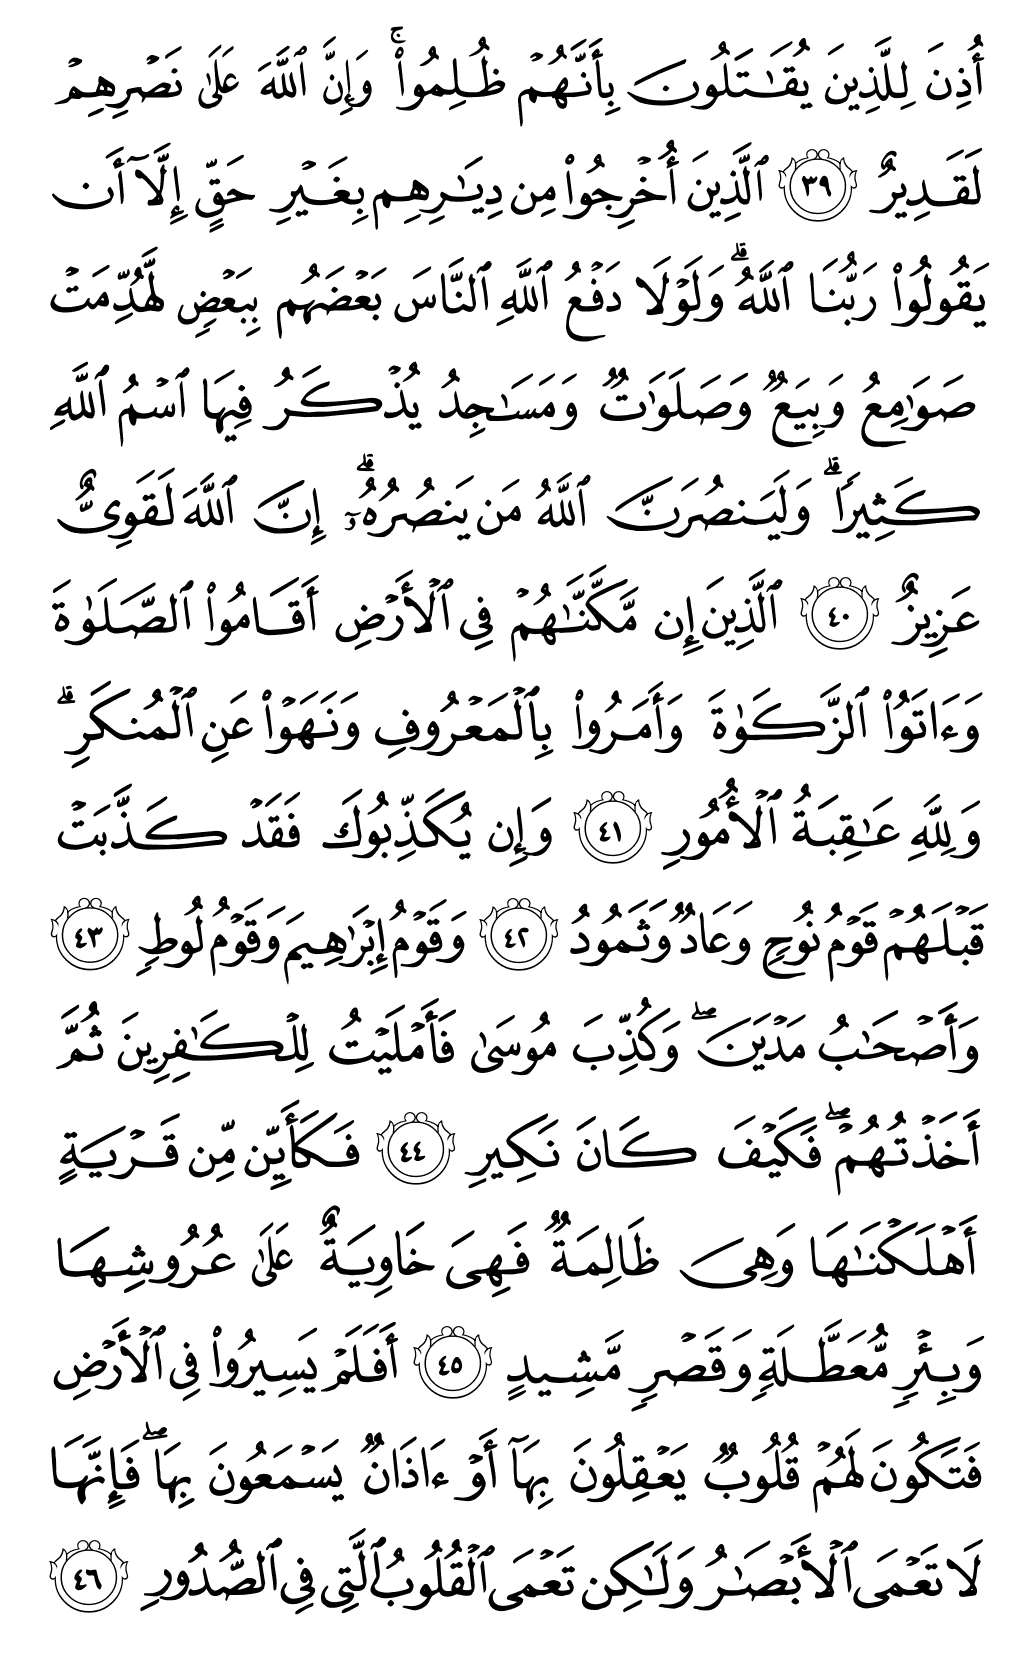 أُذِنَ لِلَّذِينَ يُقَـٰتَلُونَ بِأَنَّهُمْ ظُلِمُوا۟ ۚ وَإِنَّ ٱللَّهَ عَلَىٰ نَصْرِهِمْ
لَقَدِيرٌ ٣٩ ٱلَّذِينَ أُخْرِجُوا۟ مِن دِيَـٰرِهِم بِغَيْرِ حَقٍّ إِلَّآ أَن
يَقُولُوا۟ رَبُّنَا ٱللَّهُ ۗ وَلَوْلَا دَفْعُ ٱللَّهِ ٱلنَّاسَ بَعْضَهُم بِبَعْضٍ لَّهُدِّمَتْ
صَوَٰمِعُ وَبِيَعٌ وَصَلَوَٰتٌ وَمَسَـٰجِدُ يُذْكَرُ فِيهَا ٱسْمُ ٱللَّهِ
كَثِيرًا ۗ وَلَيَنصُرَنَّ ٱللَّهُ مَن يَنصُرُهُۥٓ ۗ إِنَّ ٱللَّهَ لَقَوِىٌّ
عَزِيزٌ ٤٠ ٱلَّذِينَ إِن مَّكَّنَّـٰهُمْ فِى ٱلْأَرْضِ أَقَامُوا۟ ٱلصَّلَوٰةَ
وَءَاتَوُا۟ ٱلزَّكَوٰةَ وَأَمَرُوا۟ بِٱلْمَعْرُوفِ وَنَهَوْا۟ عَنِ ٱلْمُنكَرِ ۗ
وَلِلَّهِ عَـٰقِبَةُ ٱلْأُمُورِ ٤١ وَإِن يُكَذِّبُوكَ فَقَدْ كَذَّبَتْ
قَبْلَهُمْ قَوْمُ نُوحٍ وَعَادٌ وَثَمُودُ ٤٢ وَقَوْمُ إِبْرَٰهِيمَ وَقَوْمُ لُوطٍ ٤٣
وَأَصْحَـٰبُ مَدْيَنَ ۖ وَكُذِّبَ مُوسَىٰ فَأَمْلَيْتُ لِلْكَـٰفِرِينَ ثُمَّ
أَخَذْتُهُمْ ۖ فَكَيْفَ كَانَ نَكِيرِ ٤٤ فَكَأَيِّن مِّن قَرْيَةٍ
أَهْلَكْنَـٰهَا وَهِىَ ظَالِمَةٌ فَهِىَ خَاوِيَةٌ عَلَىٰ عُرُوشِهَا
وَبِئْرٍ مُّعَطَّلَةٍ وَقَصْرٍ مَّشِيدٍ ٤٥ أَفَلَمْ يَسِيرُوا۟ فِى ٱلْأَرْضِ
فَتَكُونَ لَهُمْ قُلُوبٌ يَعْقِلُونَ بِهَآ أَوْ ءَاذَانٌ يَسْمَعُونَ بِهَا ۖ فَإِنَّهَا
لَا تَعْمَى ٱلْأَبْصَـٰرُ وَلَـٰكِن تَعْمَى ٱلْقُلُوبُ ٱلَّتِى فِى ٱلصُّدُورِ ٤٦